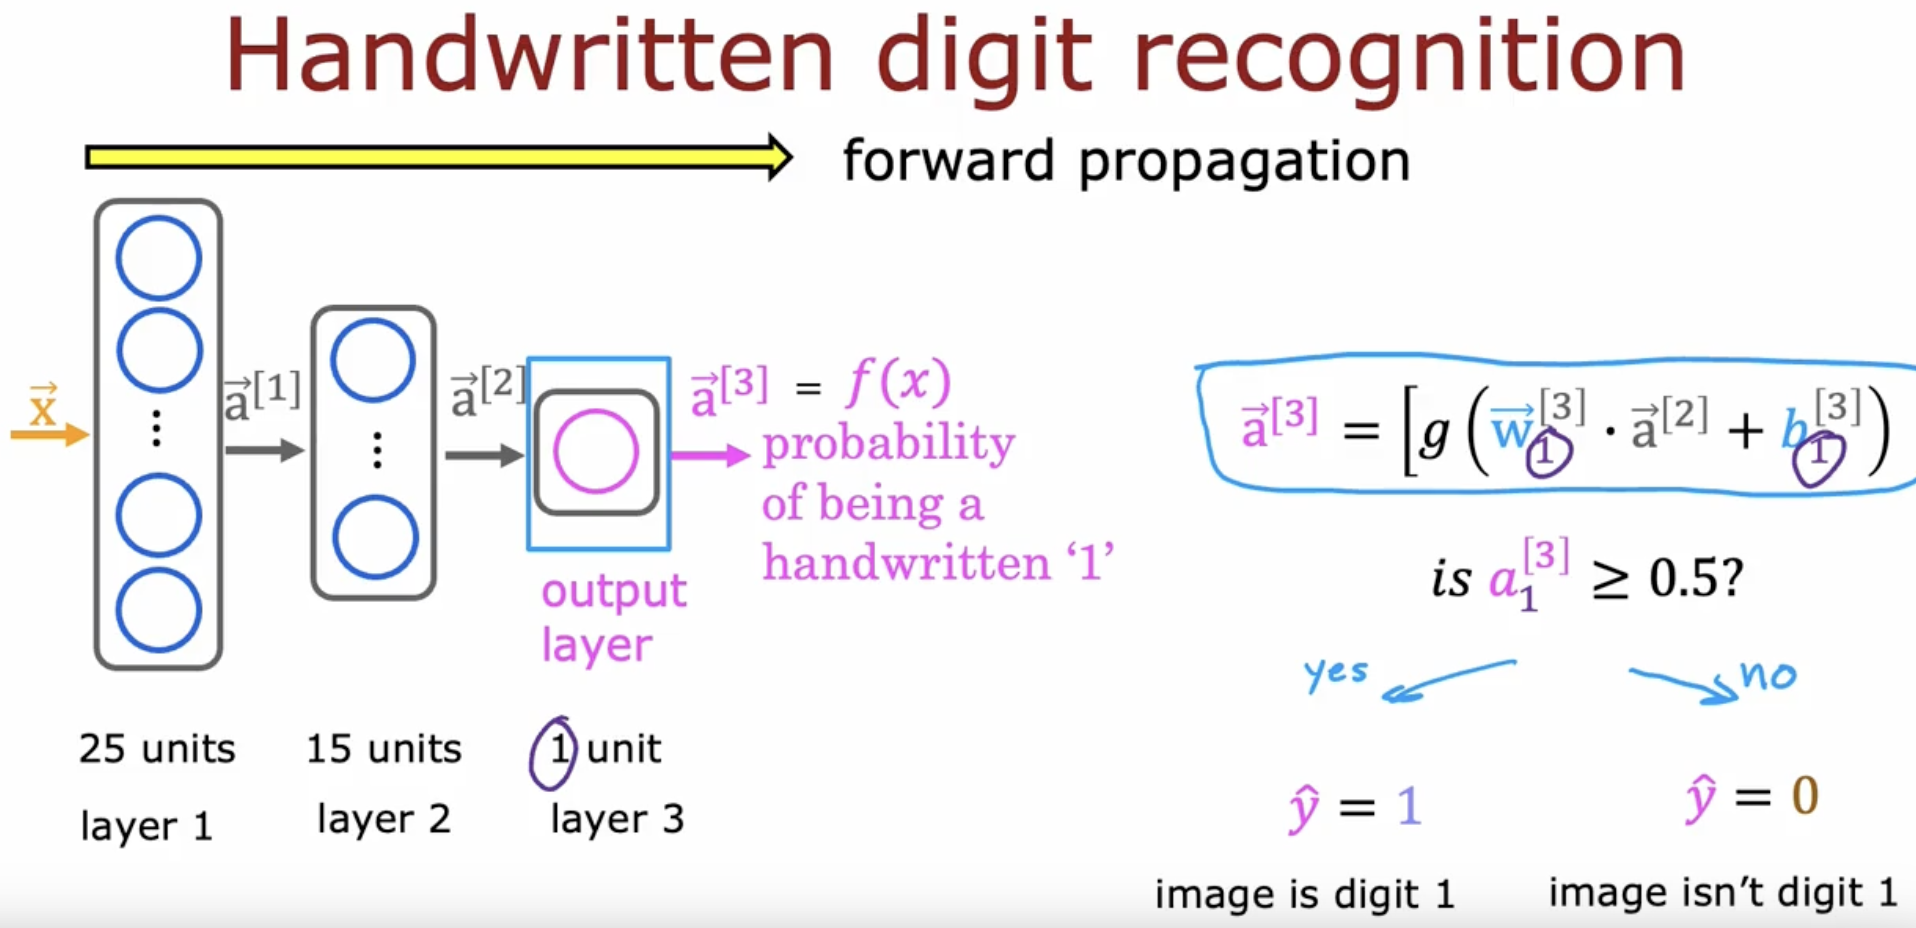 Handwritten digit recognition
forward propagation
x⃗
a⃗[1]
a⃗[2]
a⃗[3] = f(x)
probability
of being a
handwritten ‘1’
output
layer
25 units
15 units
1 unit
layer 1
layer 2
layer 3
a⃗[3] = [g(w⃗₁[3] · a⃗[2] + b₁[3])
is a₁[3] ≥ 0.5?
yes
no
ŷ = 1
ŷ = 0
image is digit 1
image isn’t digit 1